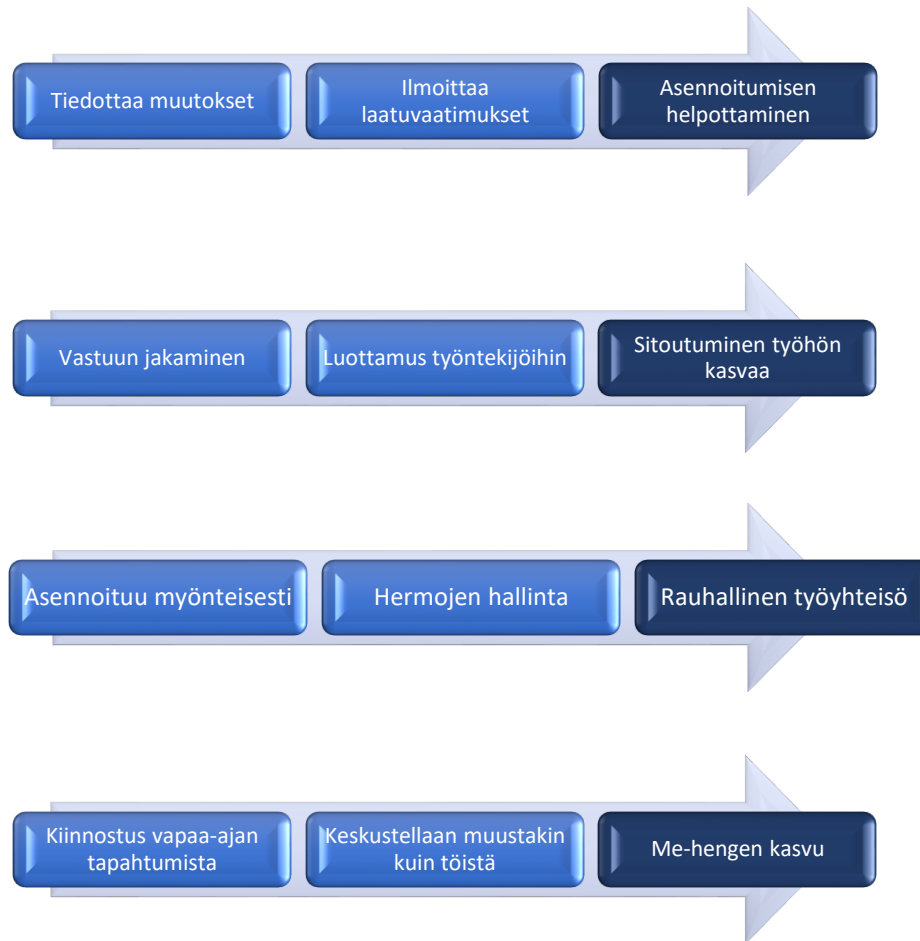 Tiedottaa muutokset
Ilmoittaa
laatuvaatimukset
Asennoitumisen
helpottaminen
Vastuun jakaminen
Luottamus työntekijöihin
Sitoutuminen työhön
kasvaa
Asennoituu myönteisesti
Hermojen hallinta
Rauhallinen työyhteisö
Kiinnostus vapaa-ajan
tapahtumista
Keskustellaan muustakin
kuin töistä
Me-hengen kasvu